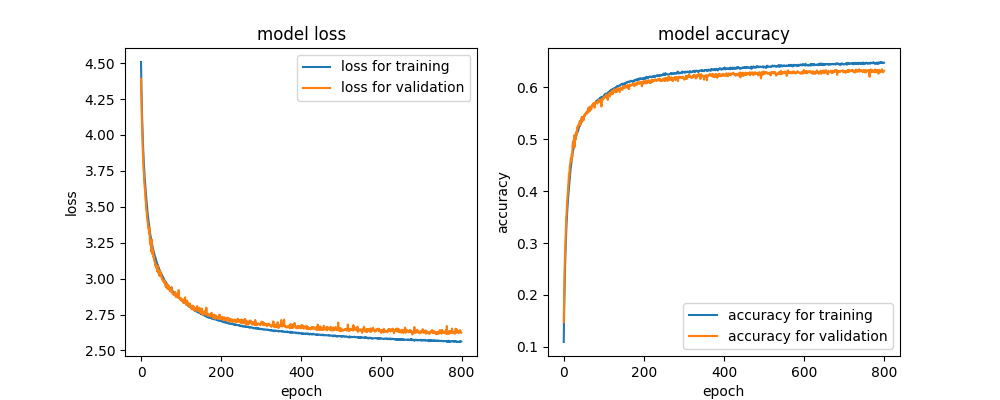 model loss
loss for training
loss for validation
4.50
4.25
4.00
3.75
3.50
3.25
3.00
2.75
2.50
loss
0 200 400 600 800
epoch
model accuracy
0.6
0.5
0.4
0.3
0.2
0.1
accuracy
accuracy for training
accuracy for validation
0 200 400 600 800
epoch